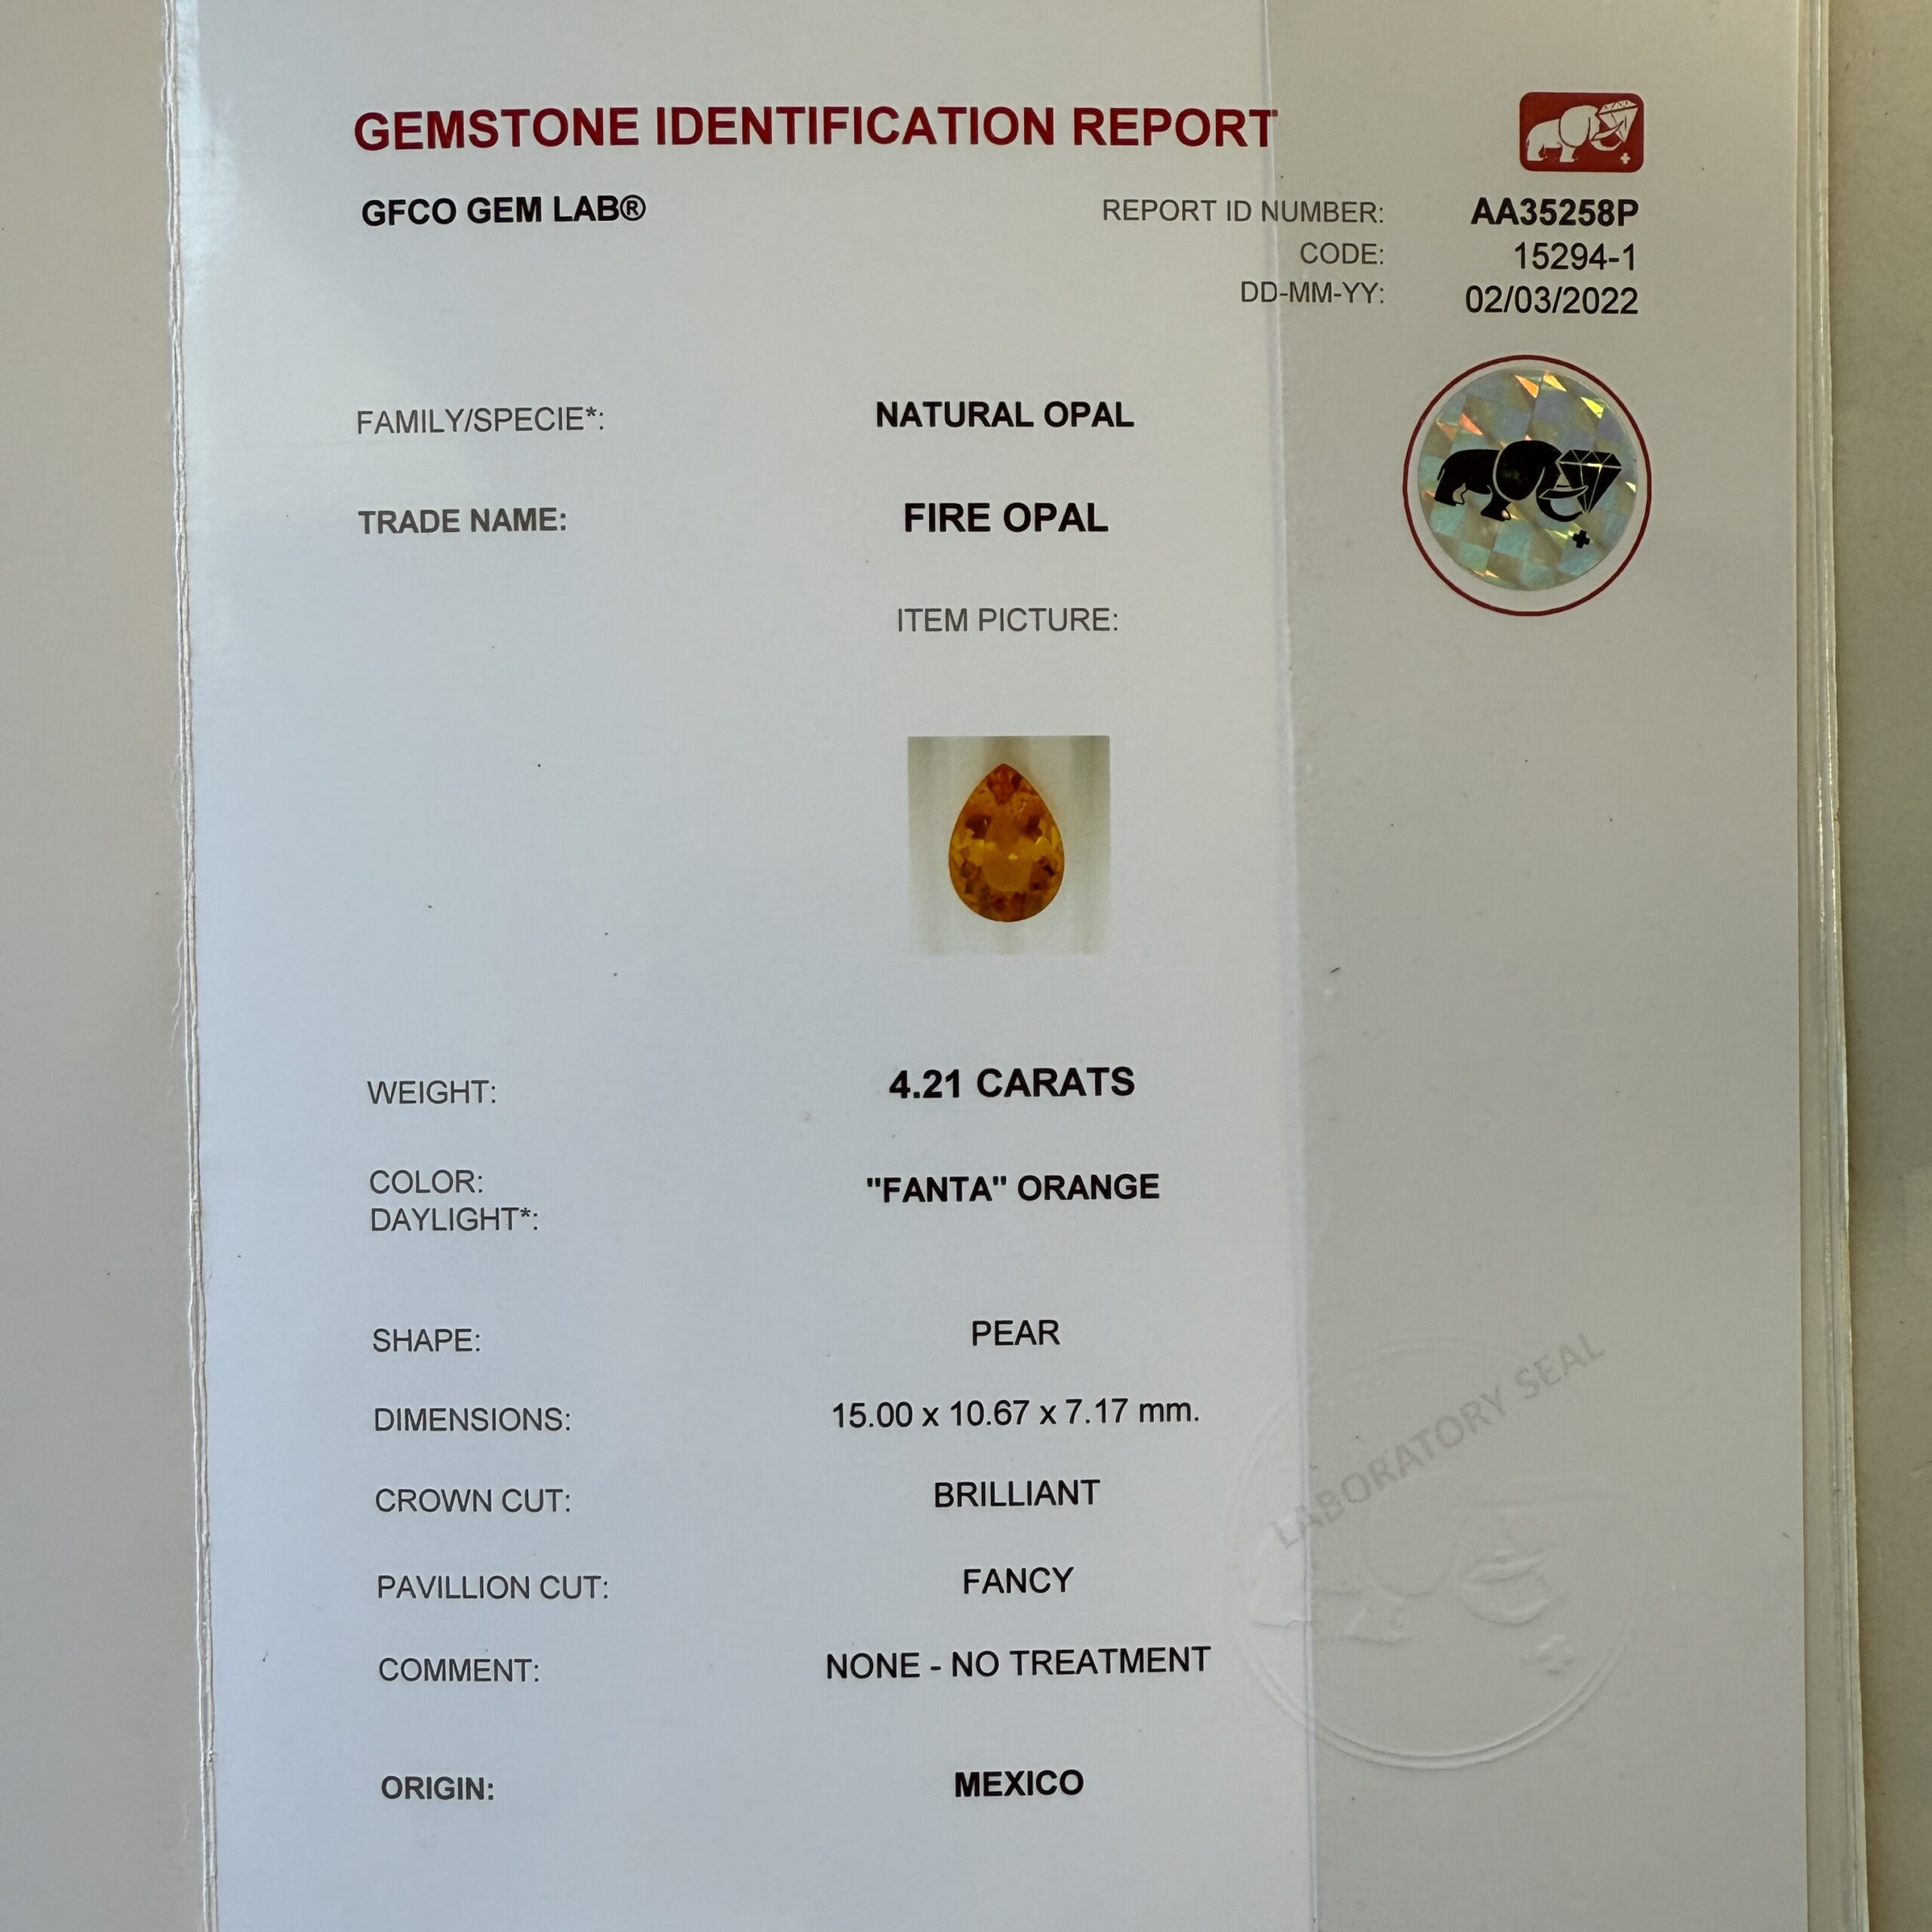 GEMSTONE IDENTIFICATION REPORT
GFCO GEM LAB®
REPORT ID NUMBER: AA35258P
CODE: 15294-1
DD-MM-YY: 02/03/2022
FAMILY/SPECIE*: NATURAL OPAL
TRADE NAME: FIRE OPAL
ITEM PICTURE:
WEIGHT: 4.21 CARATS
COLOR: "FANTA" ORANGE
DAYLIGHT*:
SHAPE: PEAR
DIMENSIONS: 15.00 x 10.67 x 7.17 mm.
CROWN CUT: BRILLIANT
PAVILLION CUT: FANCY
COMMENT: NONE - NO TREATMENT
ORIGIN: MEXICO
LABORATORY SEAL